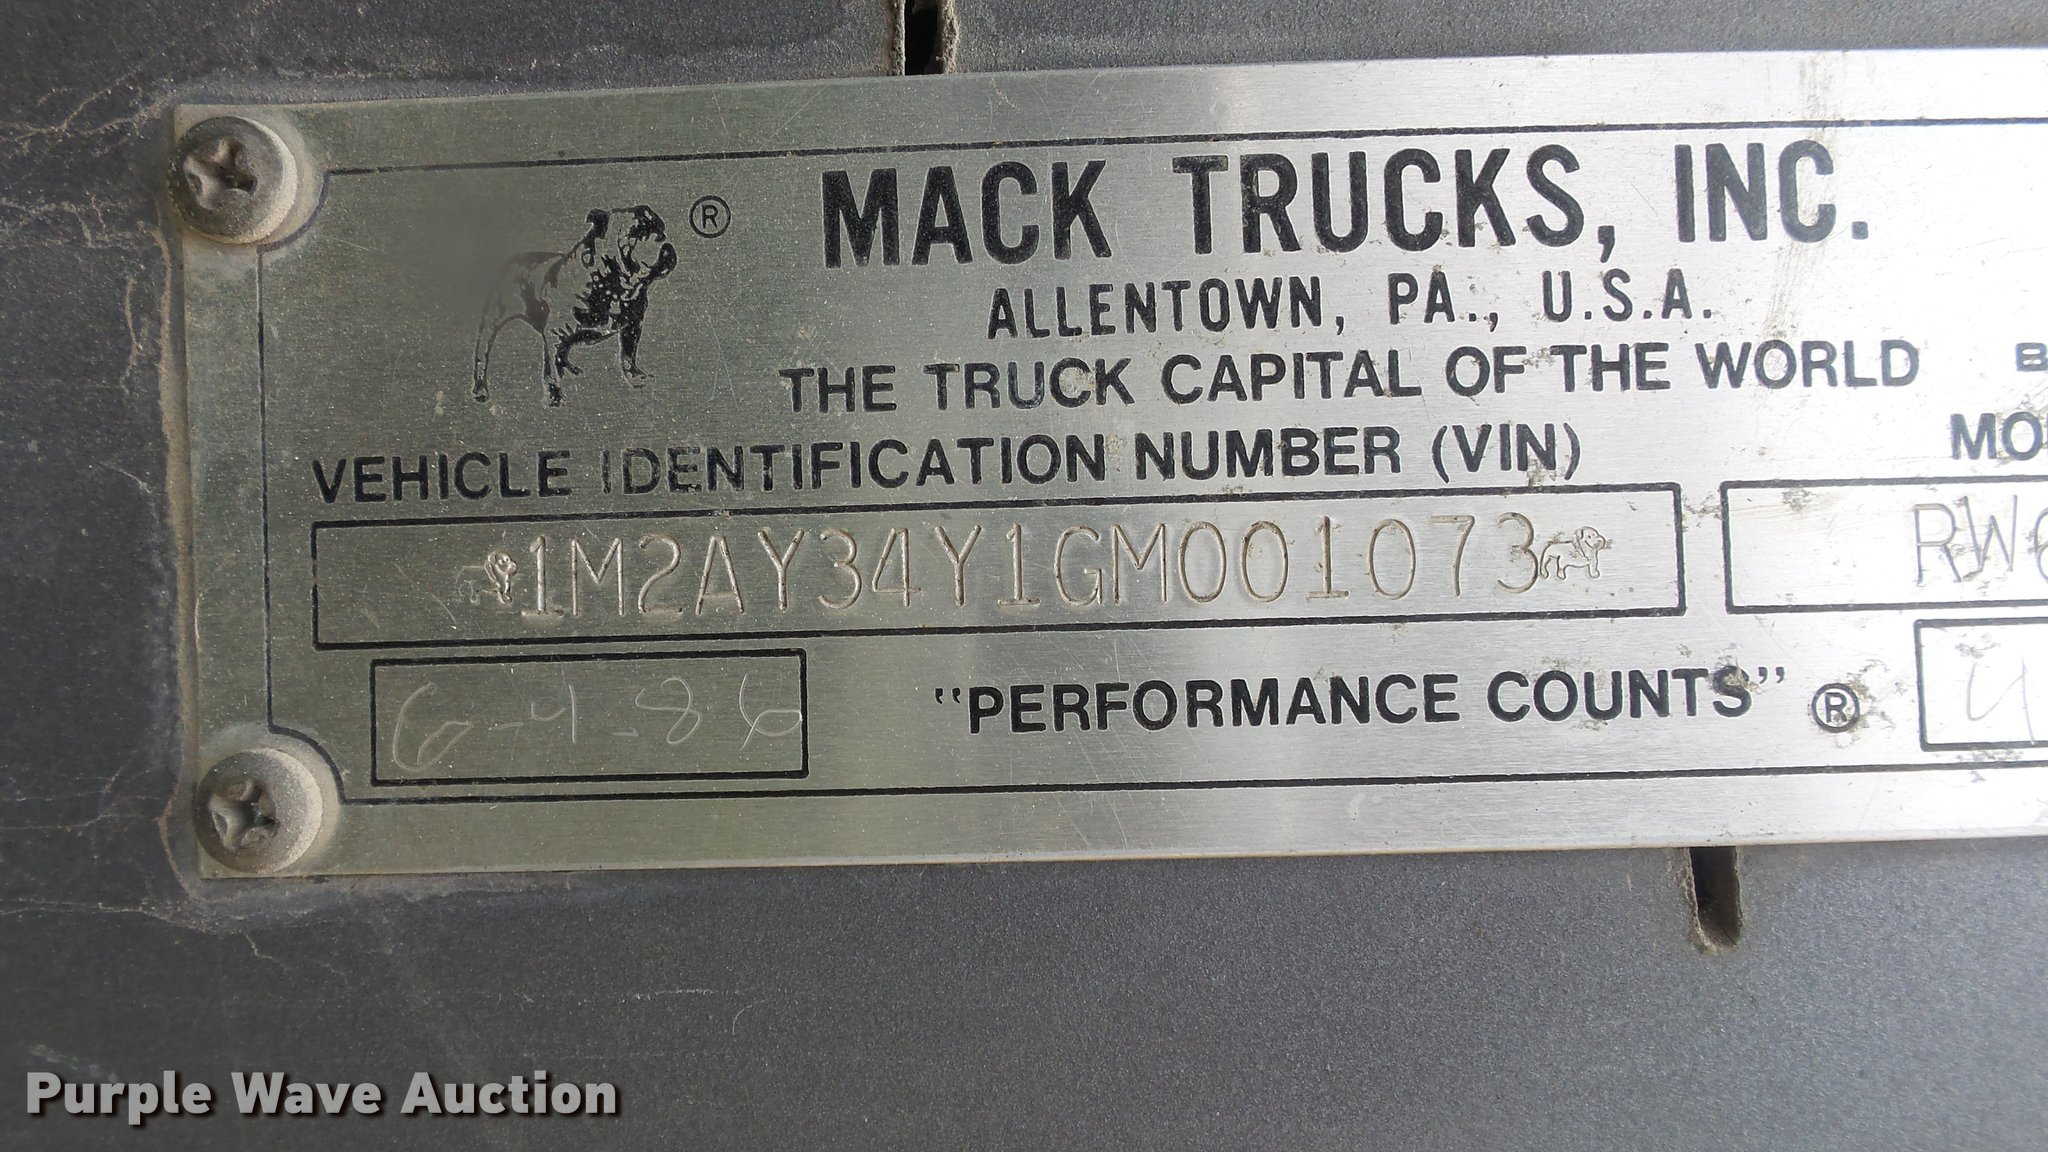 ®
MACK TRUCKS, INC.
ALLENTOWN, PA., U.S.A.
THE TRUCK CAPITAL OF THE WORLD
VEHICLE IDENTIFICATION NUMBER (VIN)
1M2AY34Y1GM001073
RW6
6-4-86
"PERFORMANCE COUNTS" ®
Purple Wave Auction